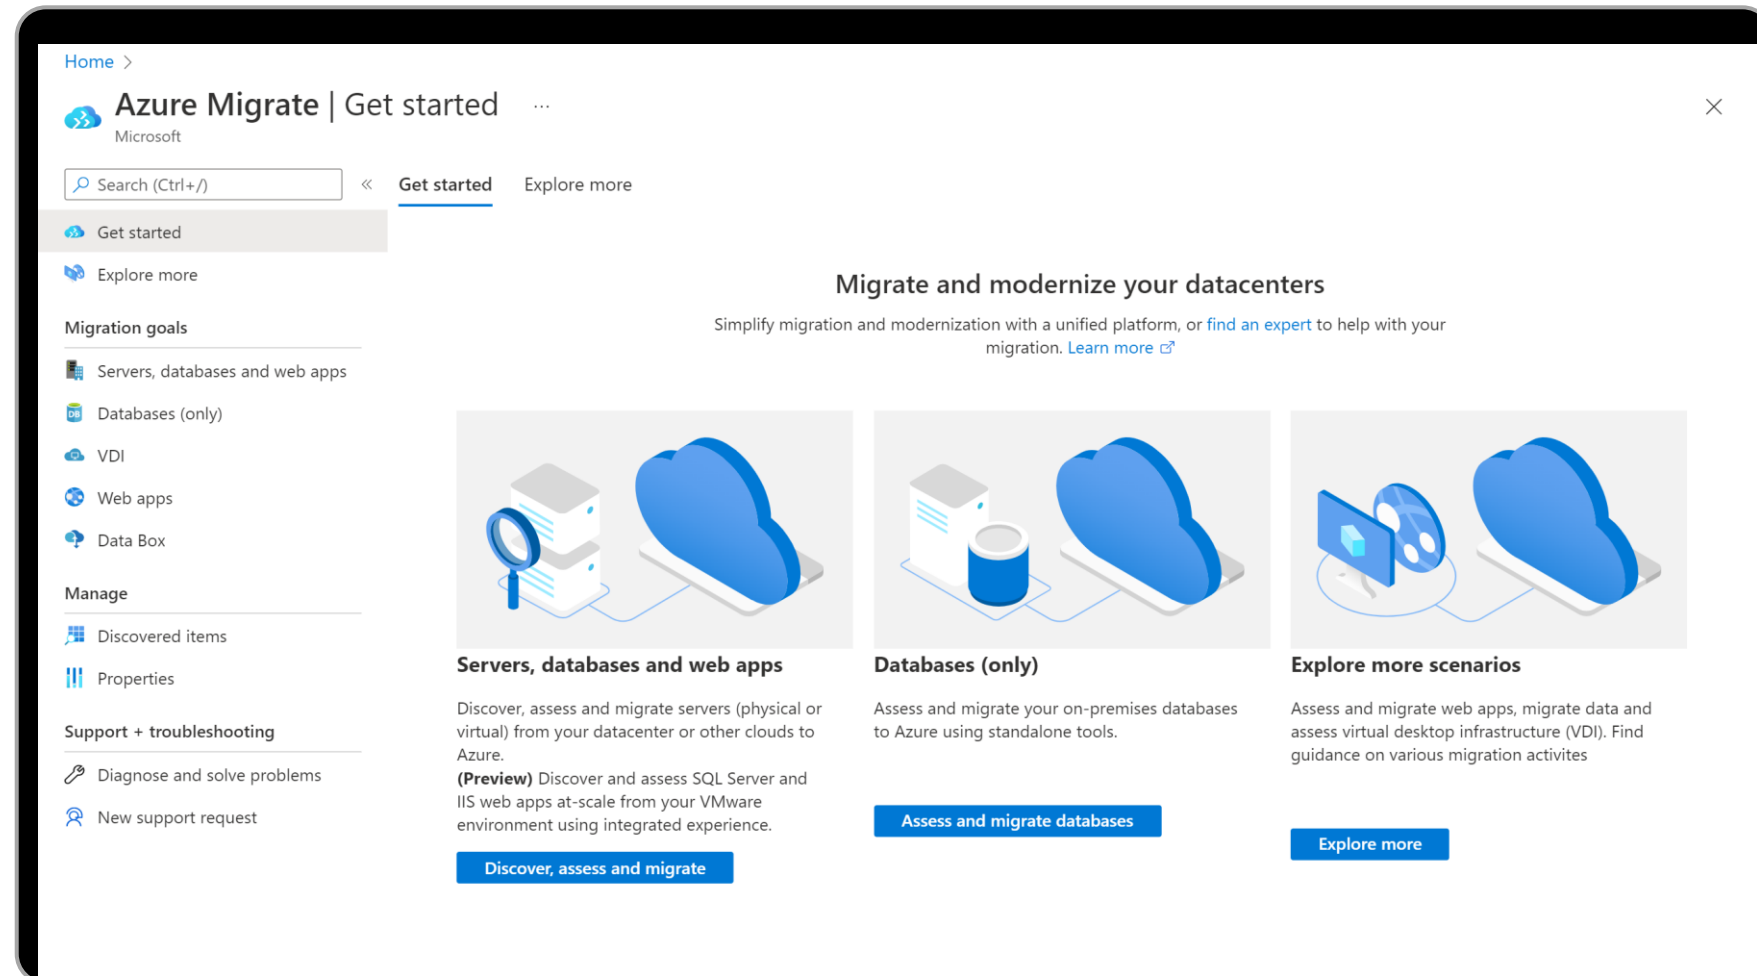 Home >
Azure Migrate | Get started ...
Microsoft
Search (Ctrl+/)
«
Get started
Explore more
Get started
Explore more
Migration goals
Servers, databases and web apps
Databases (only)
VDI
Web apps
Data Box
Manage
Discovered items
Properties
Support + troubleshooting
Diagnose and solve problems
New support request
Migrate and modernize your datacenters
Simplify migration and modernization with a unified platform, or find an expert to help with your
migration. Learn more
Servers, databases and web apps
Discover, assess and migrate servers (physical or
virtual) from your datacenter or other clouds to
Azure.
(Preview) Discover and assess SQL Server and
IIS web apps at-scale from your VMware
environment using integrated experience.
Discover, assess and migrate
Databases (only)
Assess and migrate your on-premises databases
to Azure using standalone tools.
Assess and migrate databases
Explore more scenarios
Assess and migrate web apps, migrate data and
assess virtual desktop infrastructure (VDI). Find
guidance on various migration activites
Explore more